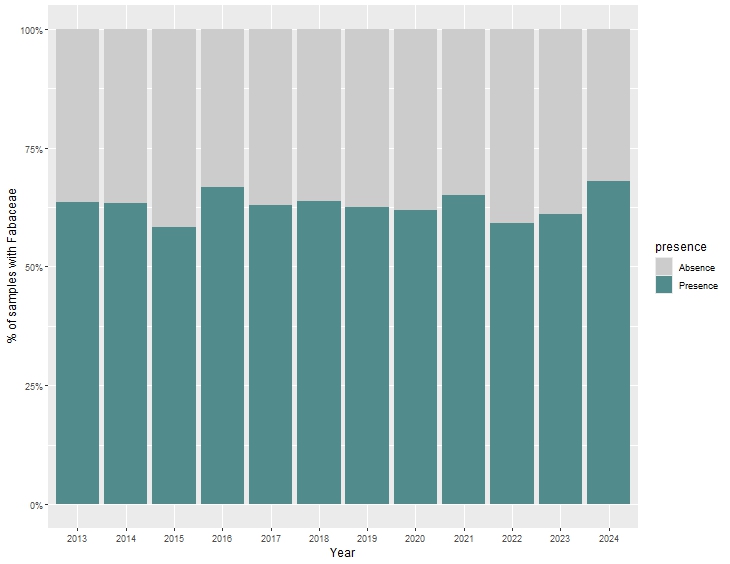 100%
75%
50%
25%
0%
% of samples with Fabaceae
2013 2014 2015 2016 2017 2018 2019 2020 2021 2022 2023 2024
Year
presence
Absence
Presence